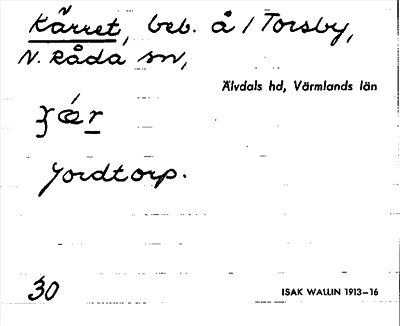 Kärret, beb. å / Torsby,
N. Råda sn,
Älvdals hd, Värmlands län
Jordtorp.
30
ISAK WALLIN 1913–16